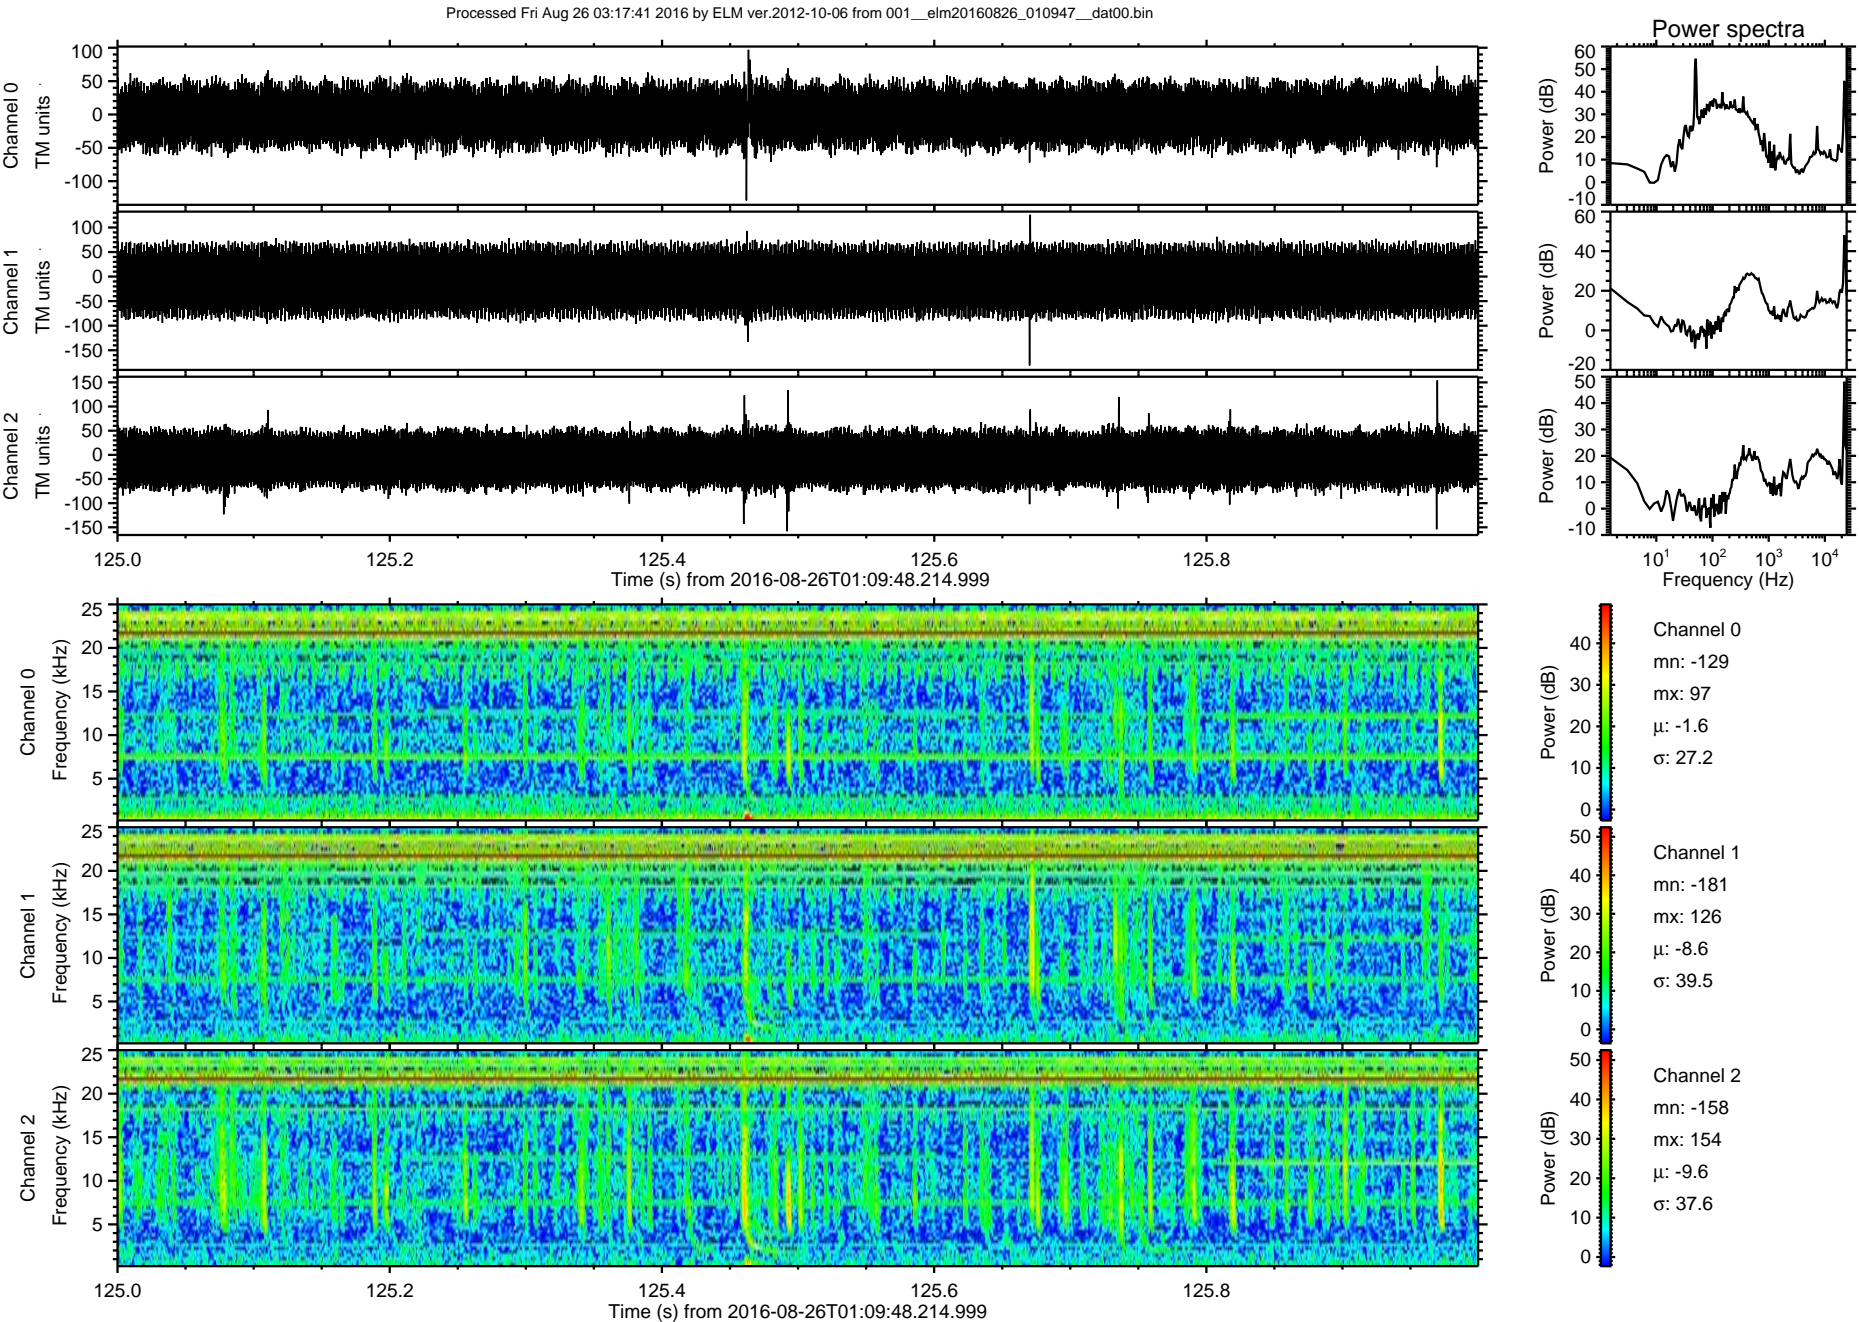 Processed Fri Aug 26 03:17:41 2016 by ELM ver.2012-10-06 from 001__elm20160826_010947__dat00.bin
Power spectra
Channel 0
TM units
100
50
0
-50
-100
Power (dB)
60
50
40
30
20
10
0
-10
Channel 1
TM units
100
50
0
-50
-100
-150
Power (dB)
60
40
20
0
-20
Channel 2
TM units
150
100
50
0
-50
-100
-150
Power (dB)
50
40
30
20
10
0
-10
125.0 125.2 125.4 125.6 125.8
Time (s) from 2016-08-26T01:09:48.214.999
10^1 10^2 10^3 10^4
Frequency (Hz)
Channel 0
Frequency (kHz)
25
20
15
10
5
Power (dB)
40
30
20
10
0
Channel 0
mn: -129
mx: 97
μ: -1.6
σ: 27.2
Channel 1
Frequency (kHz)
25
20
15
10
5
Power (dB)
50
40
30
20
10
0
Channel 1
mn: -181
mx: 126
μ: -8.6
σ: 39.5
Channel 2
Frequency (kHz)
25
20
15
10
5
Power (dB)
50
40
30
20
10
0
Channel 2
mn: -158
mx: 154
μ: -9.6
σ: 37.6
125.0 125.2 125.4 125.6 125.8
Time (s) from 2016-08-26T01:09:48.214.999